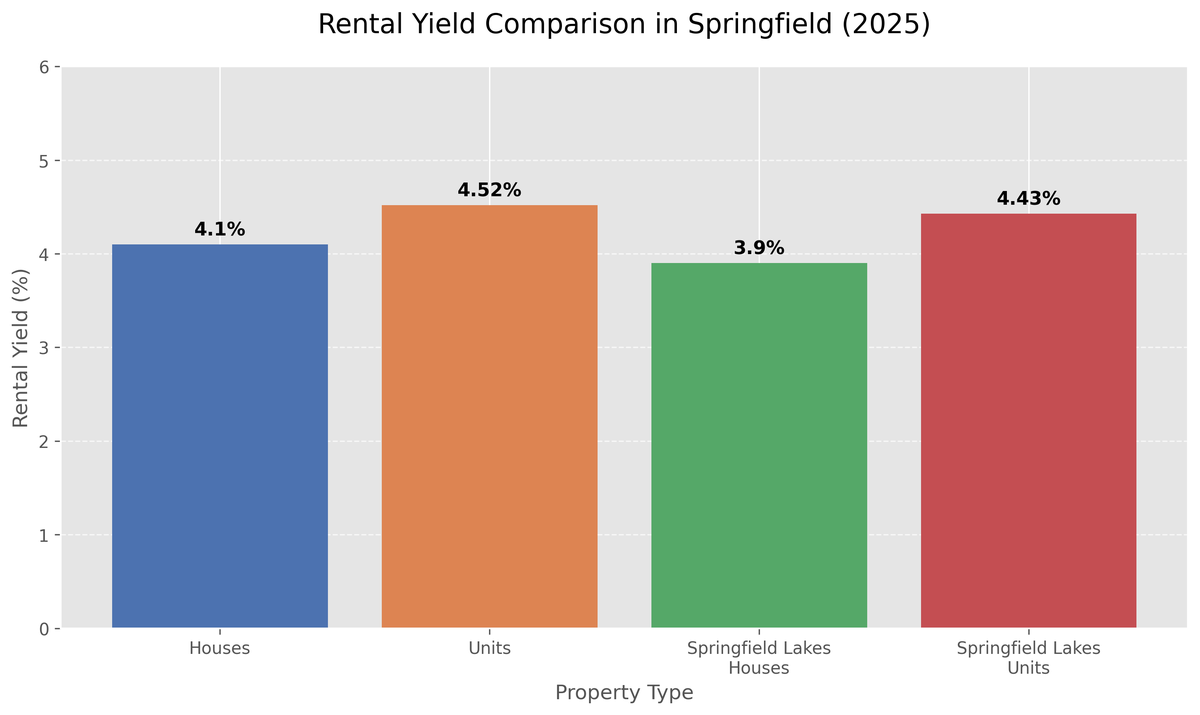 Rental Yield Comparison in Springfield (2025)
Rental Yield (%)
6
5
4
3
2
1
0
4.1%
4.52%
3.9%
4.43%
Houses
Units
Springfield Lakes
Houses
Springfield Lakes
Units
Property Type